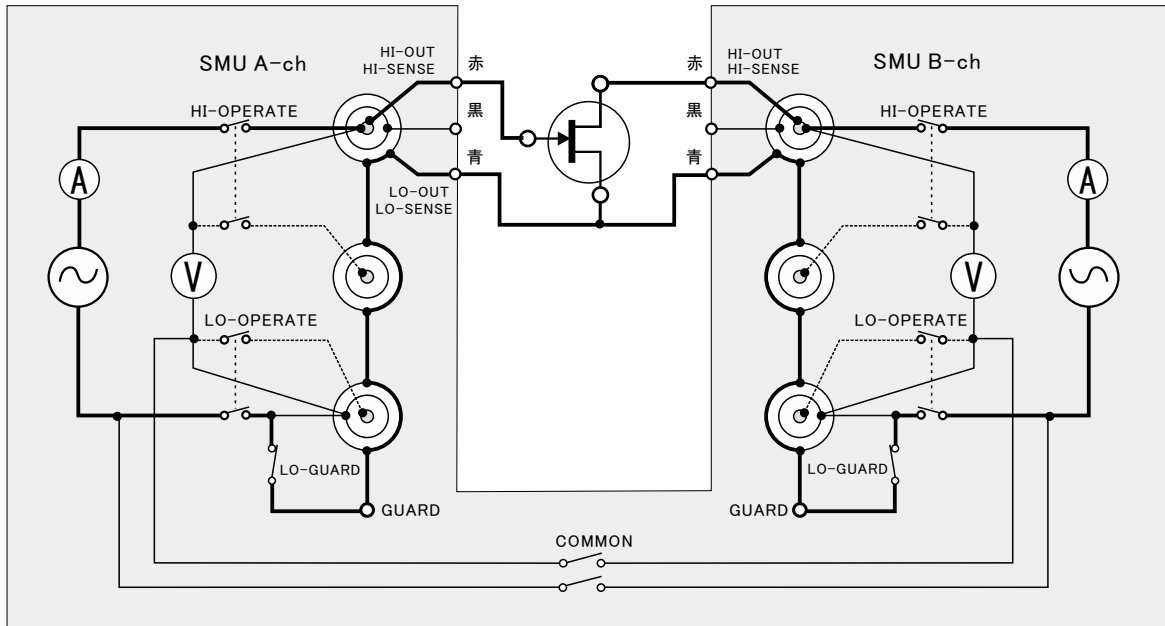 SMU A-ch
HI-OUT
HI-SENSE
赤
赤
HI-OUT
HI-SENSE
SMU B-ch
HI-OPERATE
黒
黒
HI-OPERATE
A
青
青
A
LO-OUT
LO-SENSE
V
V
LO-OPERATE
LO-OPERATE
LO-GUARD
LO-GUARD
GUARD
GUARD
COMMON